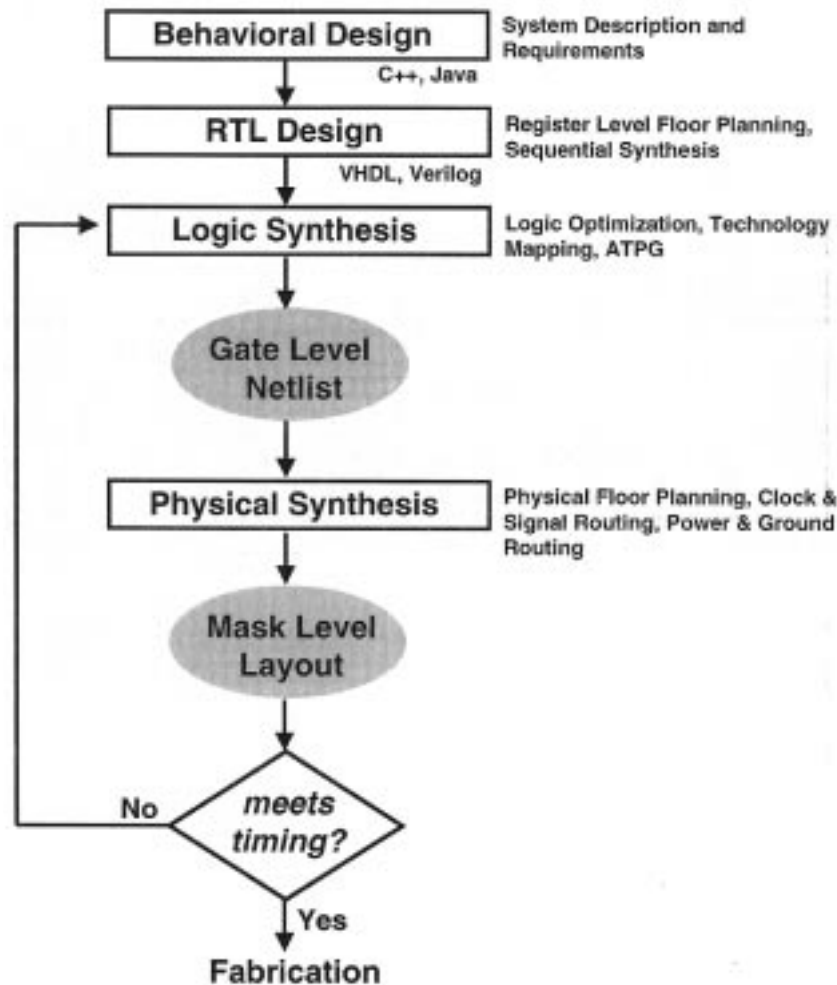 Behavioral Design
System Description and
Requirements
C++, Java
RTL Design
Register Level Floor Planning,
Sequential Synthesis
VHDL, Verilog
Logic Synthesis
Logic Optimization, Technology
Mapping, ATPG
Gate Level
Netlist
Physical Synthesis
Physical Floor Planning, Clock &
Signal Routing, Power & Ground
Routing
Mask Level
Layout
No
meets
timing?
Yes
Fabrication